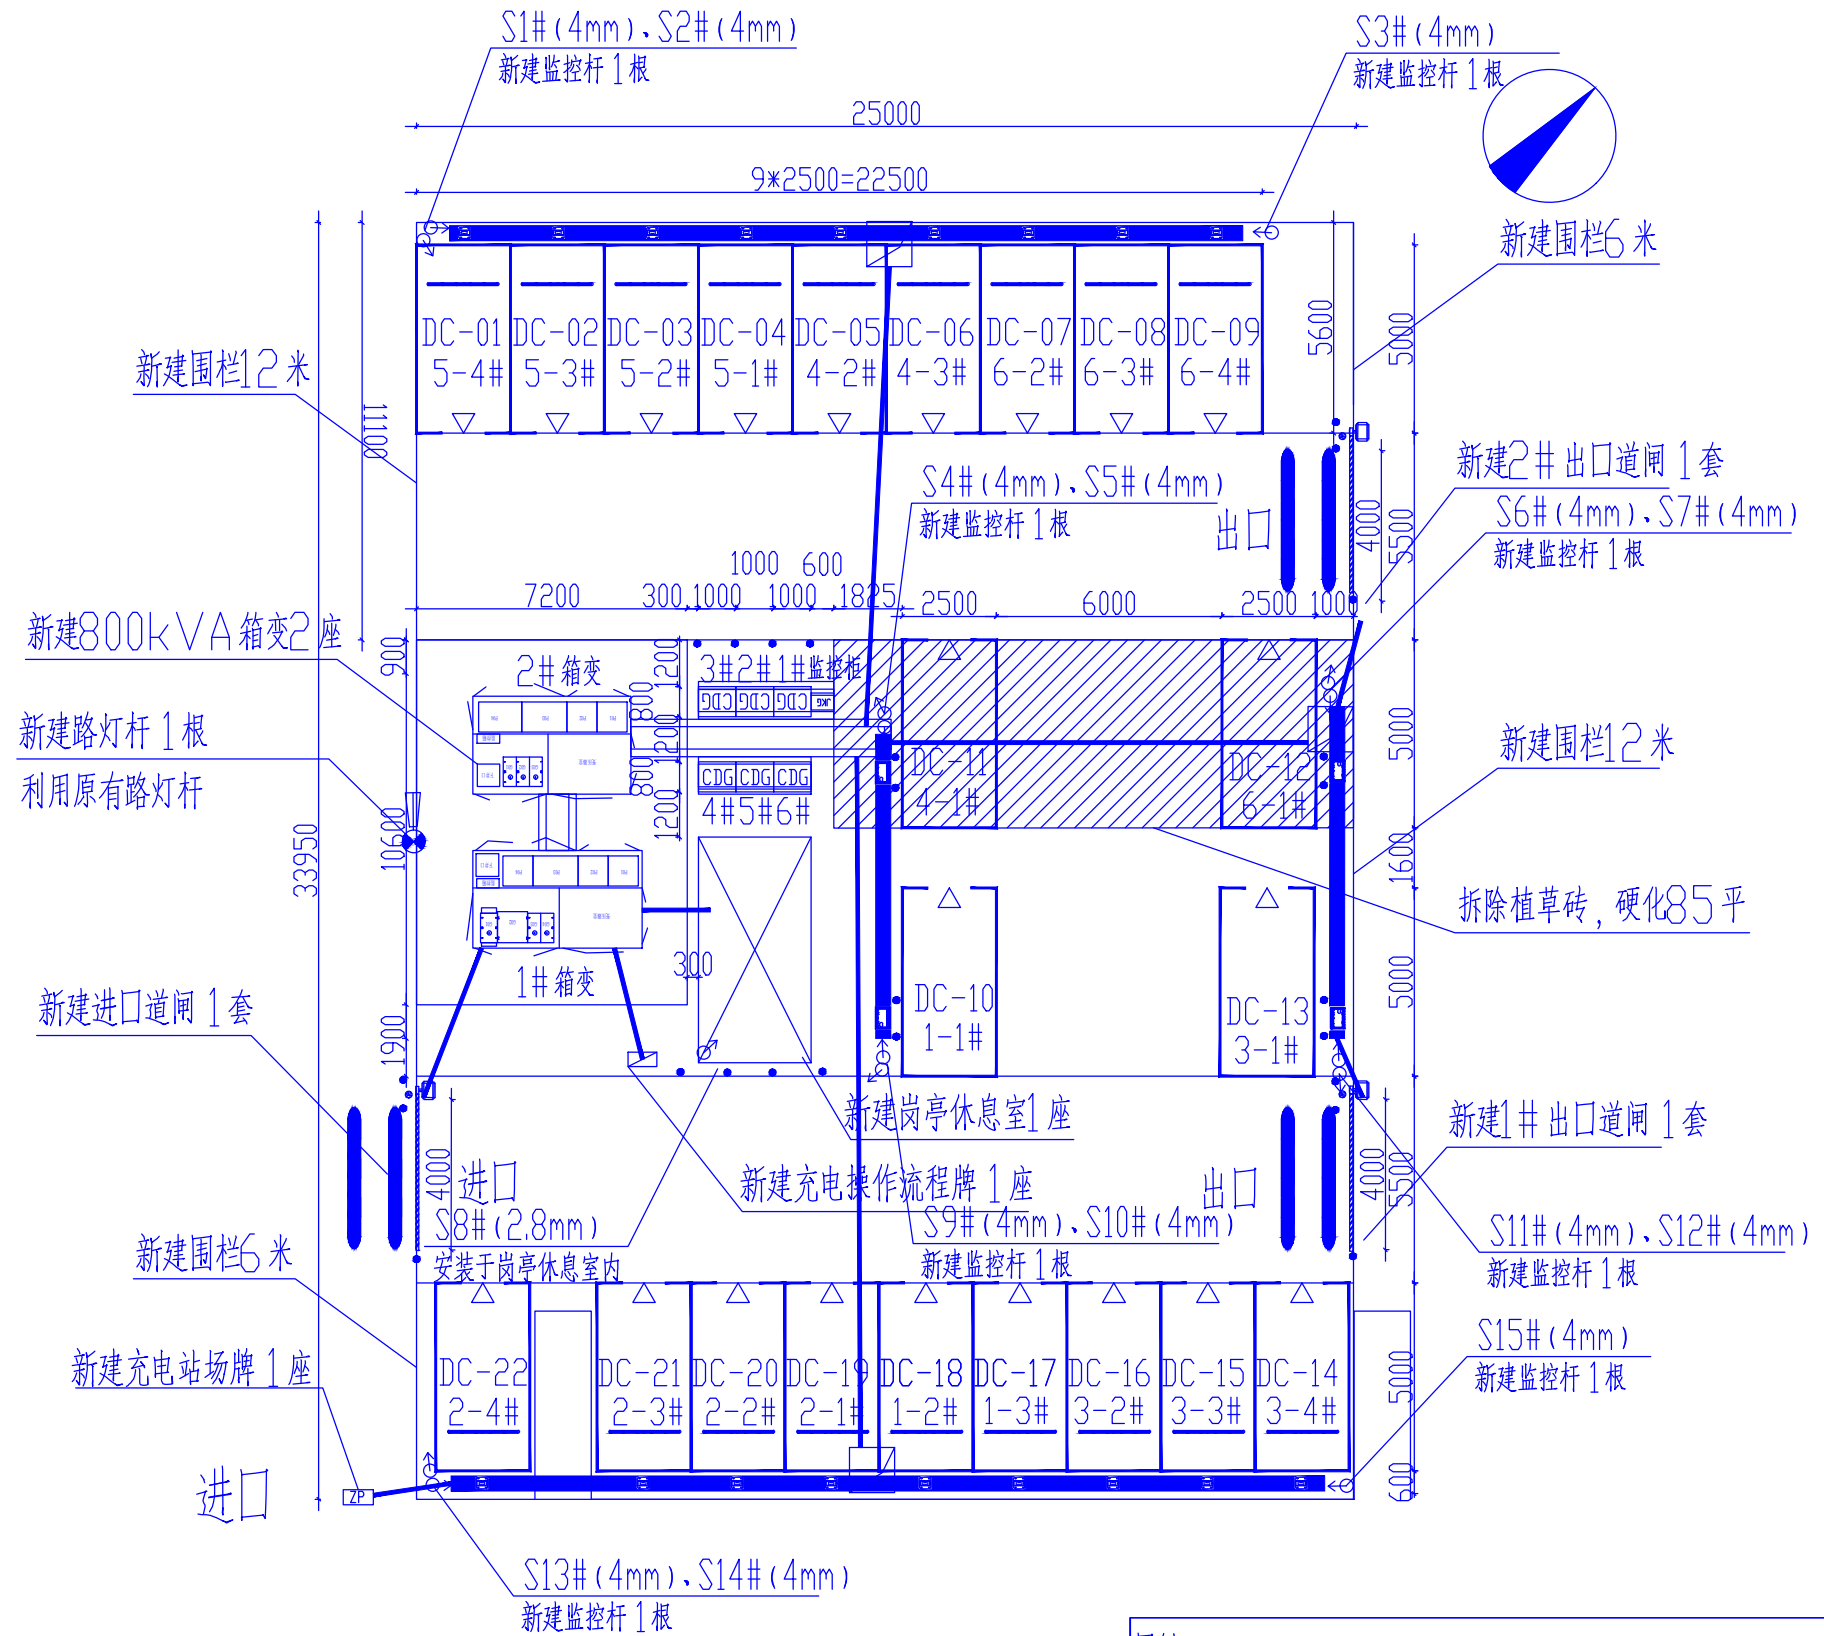 S1#(4mm)、S2#(4mm)
新建监控杆1根
S3#(4mm)
新建监控杆1根
25000
9*2500=22500
新建围栏6米
5600
5000
DC-01 DC-02 DC-03 DC-04 DC-05 DC-06 DC-07 DC-08 DC-09
5-4# 5-3# 5-2# 5-1# 4-2# 4-3# 6-2# 6-3# 6-4#
新建围栏12米
11100
新建2#出口道闸1套
S4#(4mm)、S5#(4mm)
新建监控杆1根
S6#(4mm)、S7#(4mm)
新建监控杆1根
出口
4000
5500
1000 600
7200 300 1000 1000 1825 2500 6000 2500 1000
新建800kVA箱变2座
900
2#箱变
1200
3#2#1#监控柜
CDG CDG CDG JKG
800
1200
800
新建路灯杆1根
利用原有路灯杆
5000
新建围栏12米
DC-11
4-1#
DC-12
6-1#
CDG CDG CDG
4#5#6#
1200
10600
33950
1600
拆除植草砖,硬化85平
1#箱变
300
5000
DC-10
1-1#
DC-13
3-1#
新建进口道闸1套
1900
新建岗亭休息室1座
新建1#出口道闸1套
4000
进口
新建充电操作流程牌1座
出口
4000
5500
S8#(2.8mm)
安装于岗亭休息室内
S9#(4mm)、S10#(4mm)
新建监控杆1根
S11#(4mm)、S12#(4mm)
新建监控杆1根
新建围栏6米
S15#(4mm)
新建监控杆1根
新建充电站场牌1座
DC-22 DC-21 DC-20 DC-19 DC-18 DC-17 DC-16 DC-15 DC-14
2-4# 2-3# 2-2# 2-1# 1-2# 1-3# 3-2# 3-3# 3-4#
5000
600
进口
ZP
S13#(4mm)、S14#(4mm)
新建监控杆1根